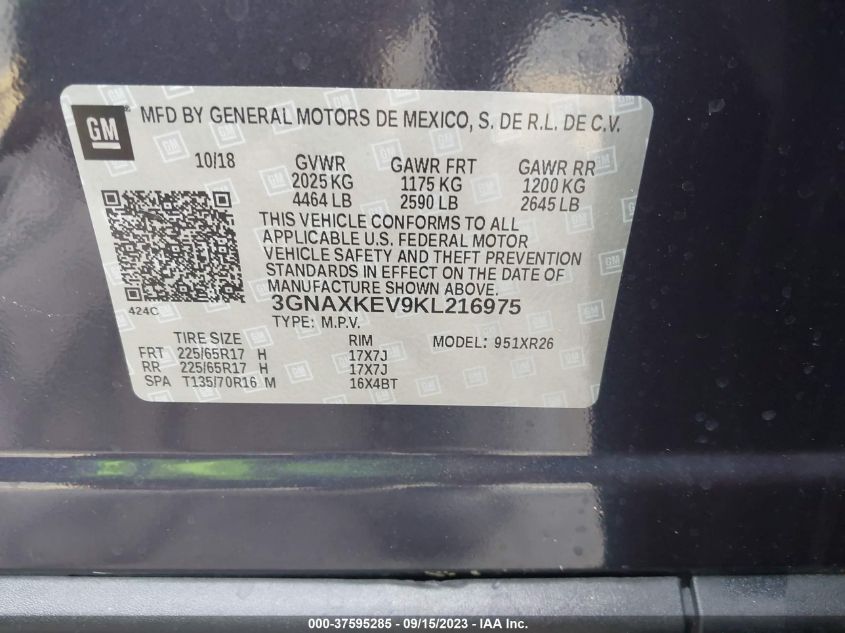 GM ® MFD BY GENERAL MOTORS DE MEXICO, S. DE R.L. DE C.V.
10/18 GVWR GAWR FRT GAWR RR
2025 KG 1175 KG 1200 KG
4464 LB 2590 LB 2645 LB
THIS VEHICLE CONFORMS TO ALL
APPLICABLE U.S. FEDERAL MOTOR
VEHICLE SAFETY AND THEFT PREVENTION
STANDARDS IN EFFECT ON THE DATE OF
MANUFACTURE SHOWN ABOVE.
424C 3GNAXKEV9KL216975
TYPE: M.P.V.
TIRE SIZE RIM MODEL: 951XR26
FRT 225/65R17 H 17X7J
RR 225/65R17 H 17X7J
SPA T135/70R16 M 16X4BT
000-37595285 - 09/15/2023 - IAA Inc.